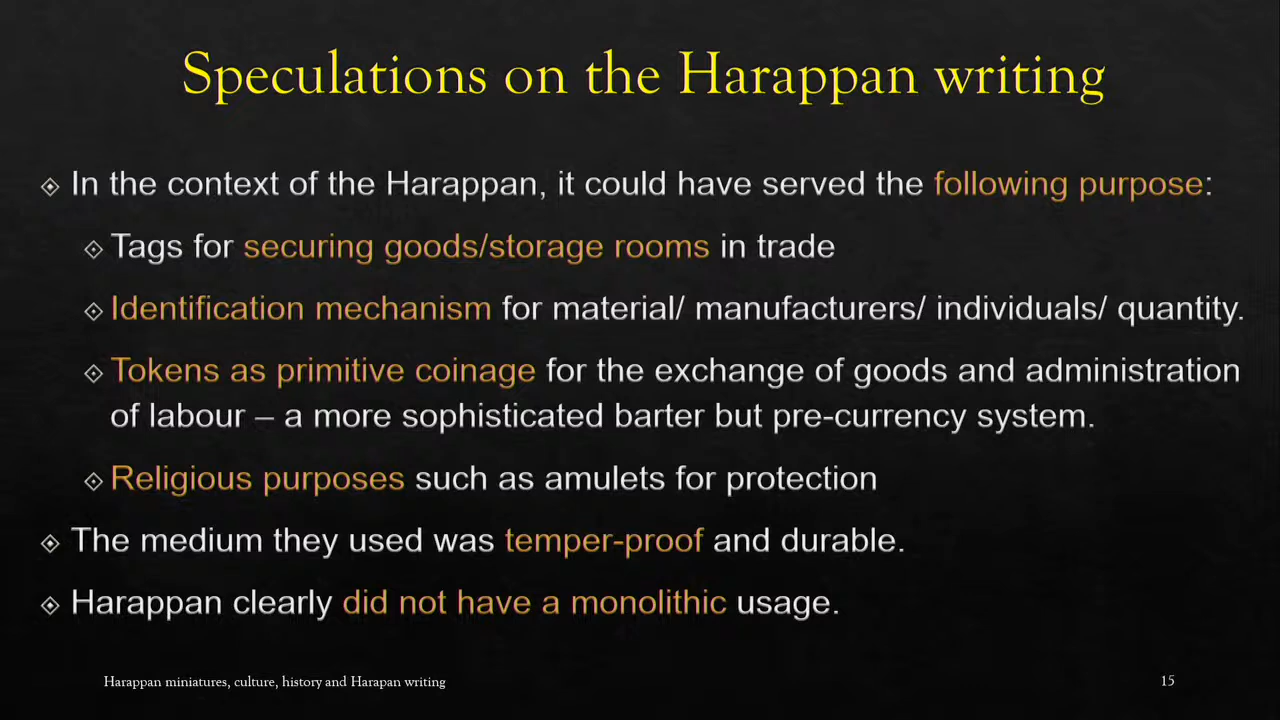 Speculations on the Harappan writing
In the context of the Harappan, it could have served the following purpose:
Tags for securing goods/storage rooms in trade
Identification mechanism for material/ manufacturers/ individuals/ quantity.
Tokens as primitive coinage for the exchange of goods and administration
of labour – a more sophisticated barter but pre-currency system.
Religious purposes such as amulets for protection
The medium they used was temper-proof and durable.
Harappan clearly did not have a monolithic usage.
Harappan miniatures, culture, history and Harapan writing
15